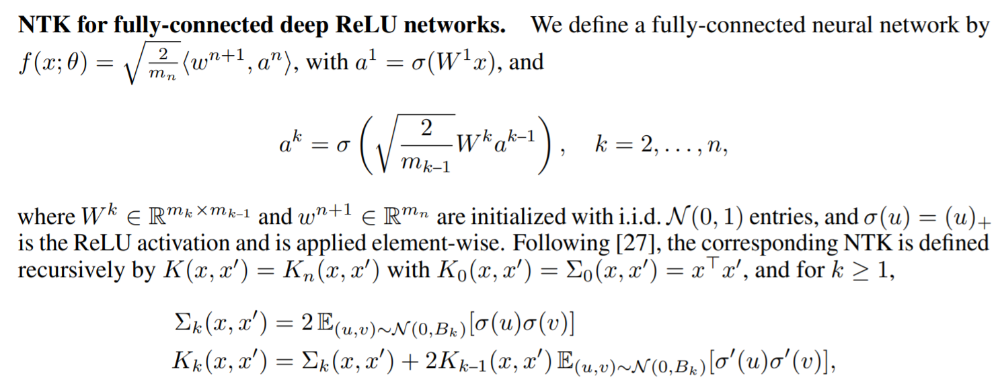 NTK for fully-connected deep ReLU networks. We define a fully-connected neural network by
$f(x; \theta) = \sqrt{\frac{2}{m_n}} \langle w^{n+1}, a^n \rangle$, with $a^1 = \sigma(W^1 x)$, and
$a^k = \sigma\left(\sqrt{\frac{2}{m_{k-1}}} W^k a^{k-1}\right), \quad k = 2, \ldots, n,$
where $W^k \in \mathbb{R}^{m_k \times m_{k-1}}$ and $w^{n+1} \in \mathbb{R}^{m_n}$ are initialized with i.i.d. $\mathcal{N}(0, 1)$ entries, and $\sigma(u) = (u)_+$
is the ReLU activation and is applied element-wise. Following [27], the corresponding NTK is defined
recursively by $K(x, x') = K_n(x, x')$ with $K_0(x, x') = \Sigma_0(x, x') = x^\top x'$, and for $k \geq 1$,
$\Sigma_k(x, x') = 2 \, \mathbb{E}_{(u,v) \sim \mathcal{N}(0, B_k)}[\sigma(u)\sigma(v)]$
$K_k(x, x') = \Sigma_k(x, x') + 2K_{k-1}(x, x') \, \mathbb{E}_{(u,v) \sim \mathcal{N}(0, B_k)}[\sigma'(u)\sigma'(v)],$